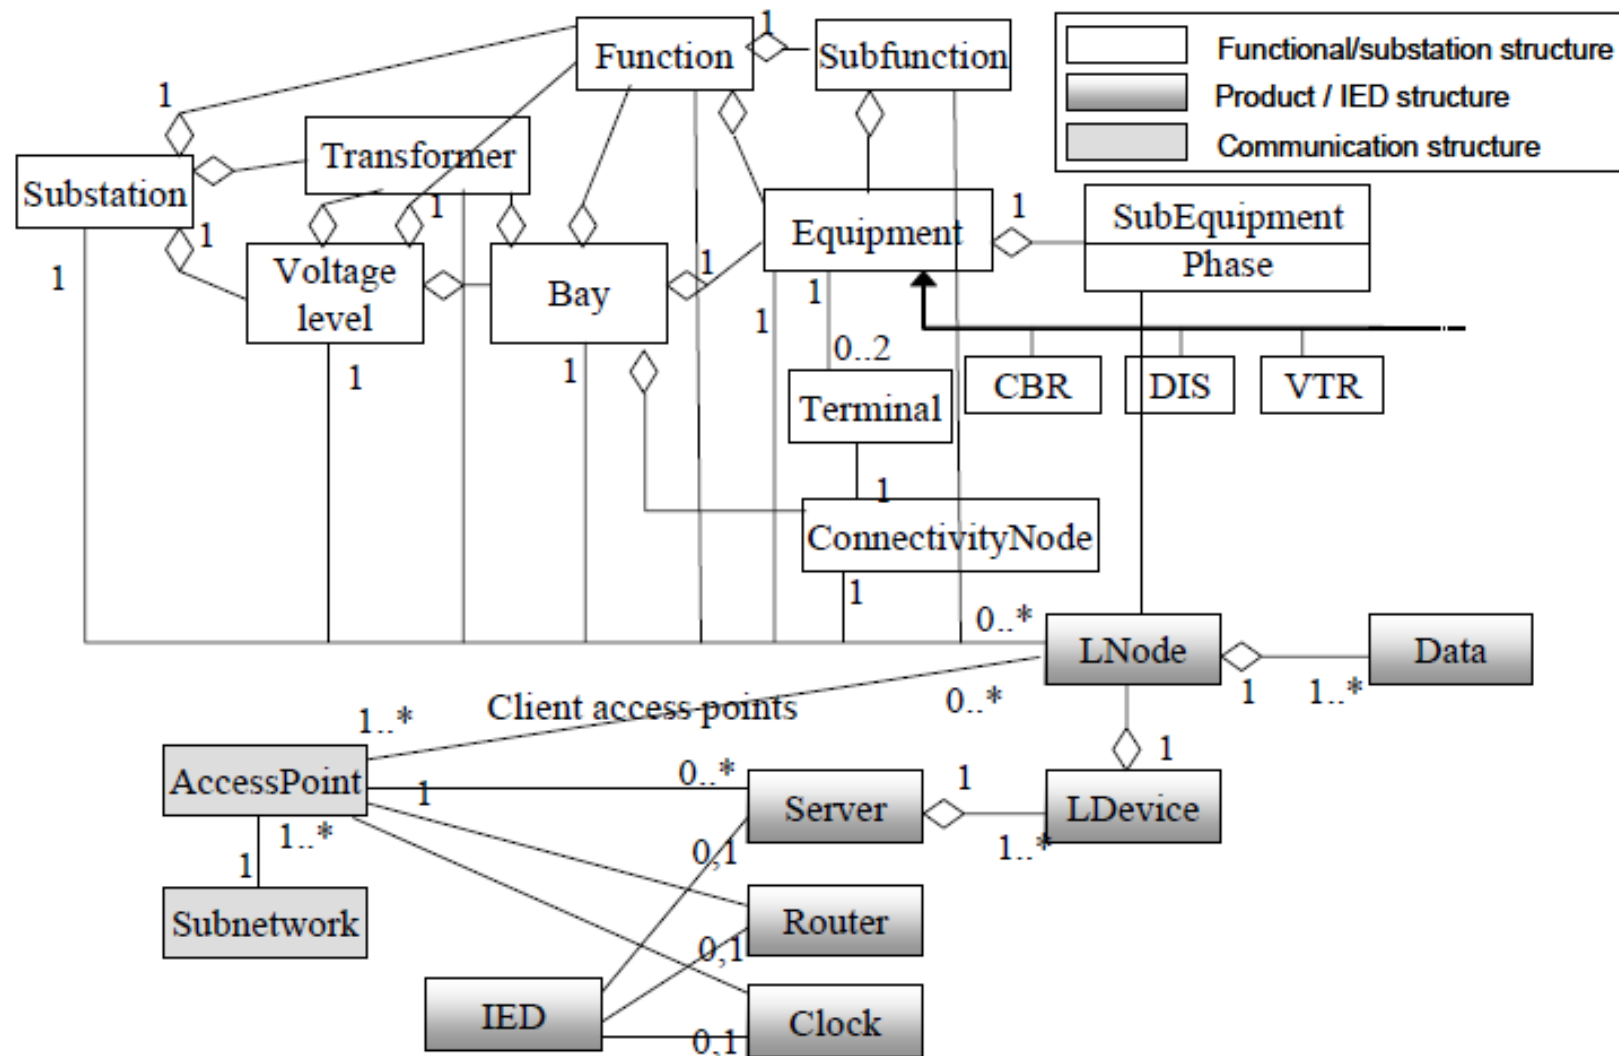 1
Function
Subfunction
Functional/substation structure
Product / IED structure
Communication structure
1
Transformer
Substation
1
1
1
SubEquipment
Phase
Equipment
1
Voltage
level
Bay
1
1
1
1
0..2
1
1
CBR
DIS
VTR
Terminal
1
ConnectivityNode
1
0..*
LNode
Data
1
1..*
0..*
Client access points
1..*
1
AccessPoint
1
0..*
Server
1
LDevice
1..*
1..*
1
0,1
Subnetwork
Router
0,1
IED
Clock
0,1